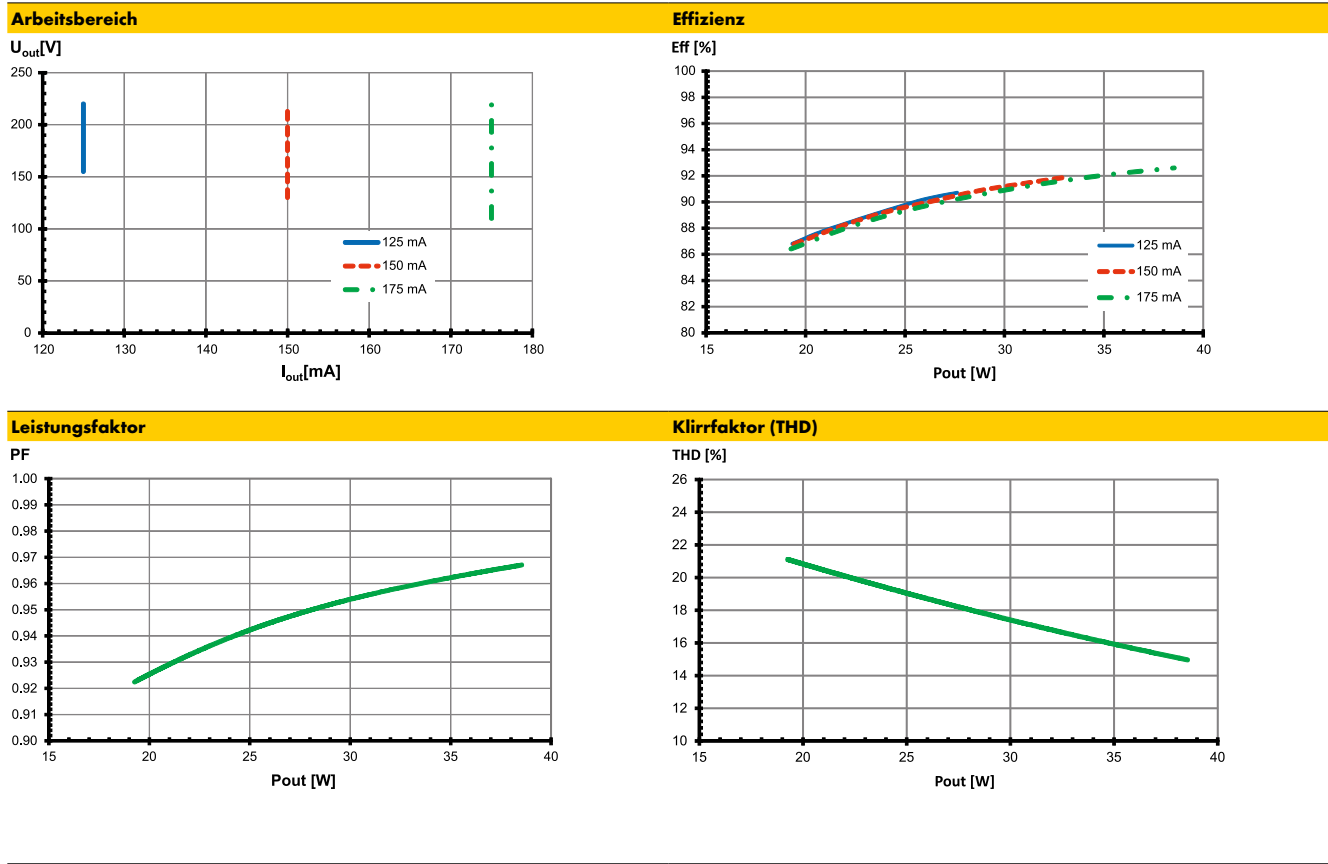 Arbeitsbereich
U_out[V]
250
200
150
100
50
0
120 130 140 150 160 170 180
I_out[mA]
125 mA
150 mA
175 mA
Effizienz
Eff [%]
100
98
96
94
92
90
88
86
84
82
80
15 20 25 30 35 40
Pout [W]
125 mA
150 mA
175 mA
Leistungsfaktor
PF
1.00
0.99
0.98
0.97
0.96
0.95
0.94
0.93
0.92
0.91
0.90
15 20 25 30 35 40
Pout [W]
Klirrfaktor (THD)
THD [%]
26
24
22
20
18
16
14
12
10
15 20 25 30 35 40
Pout [W]